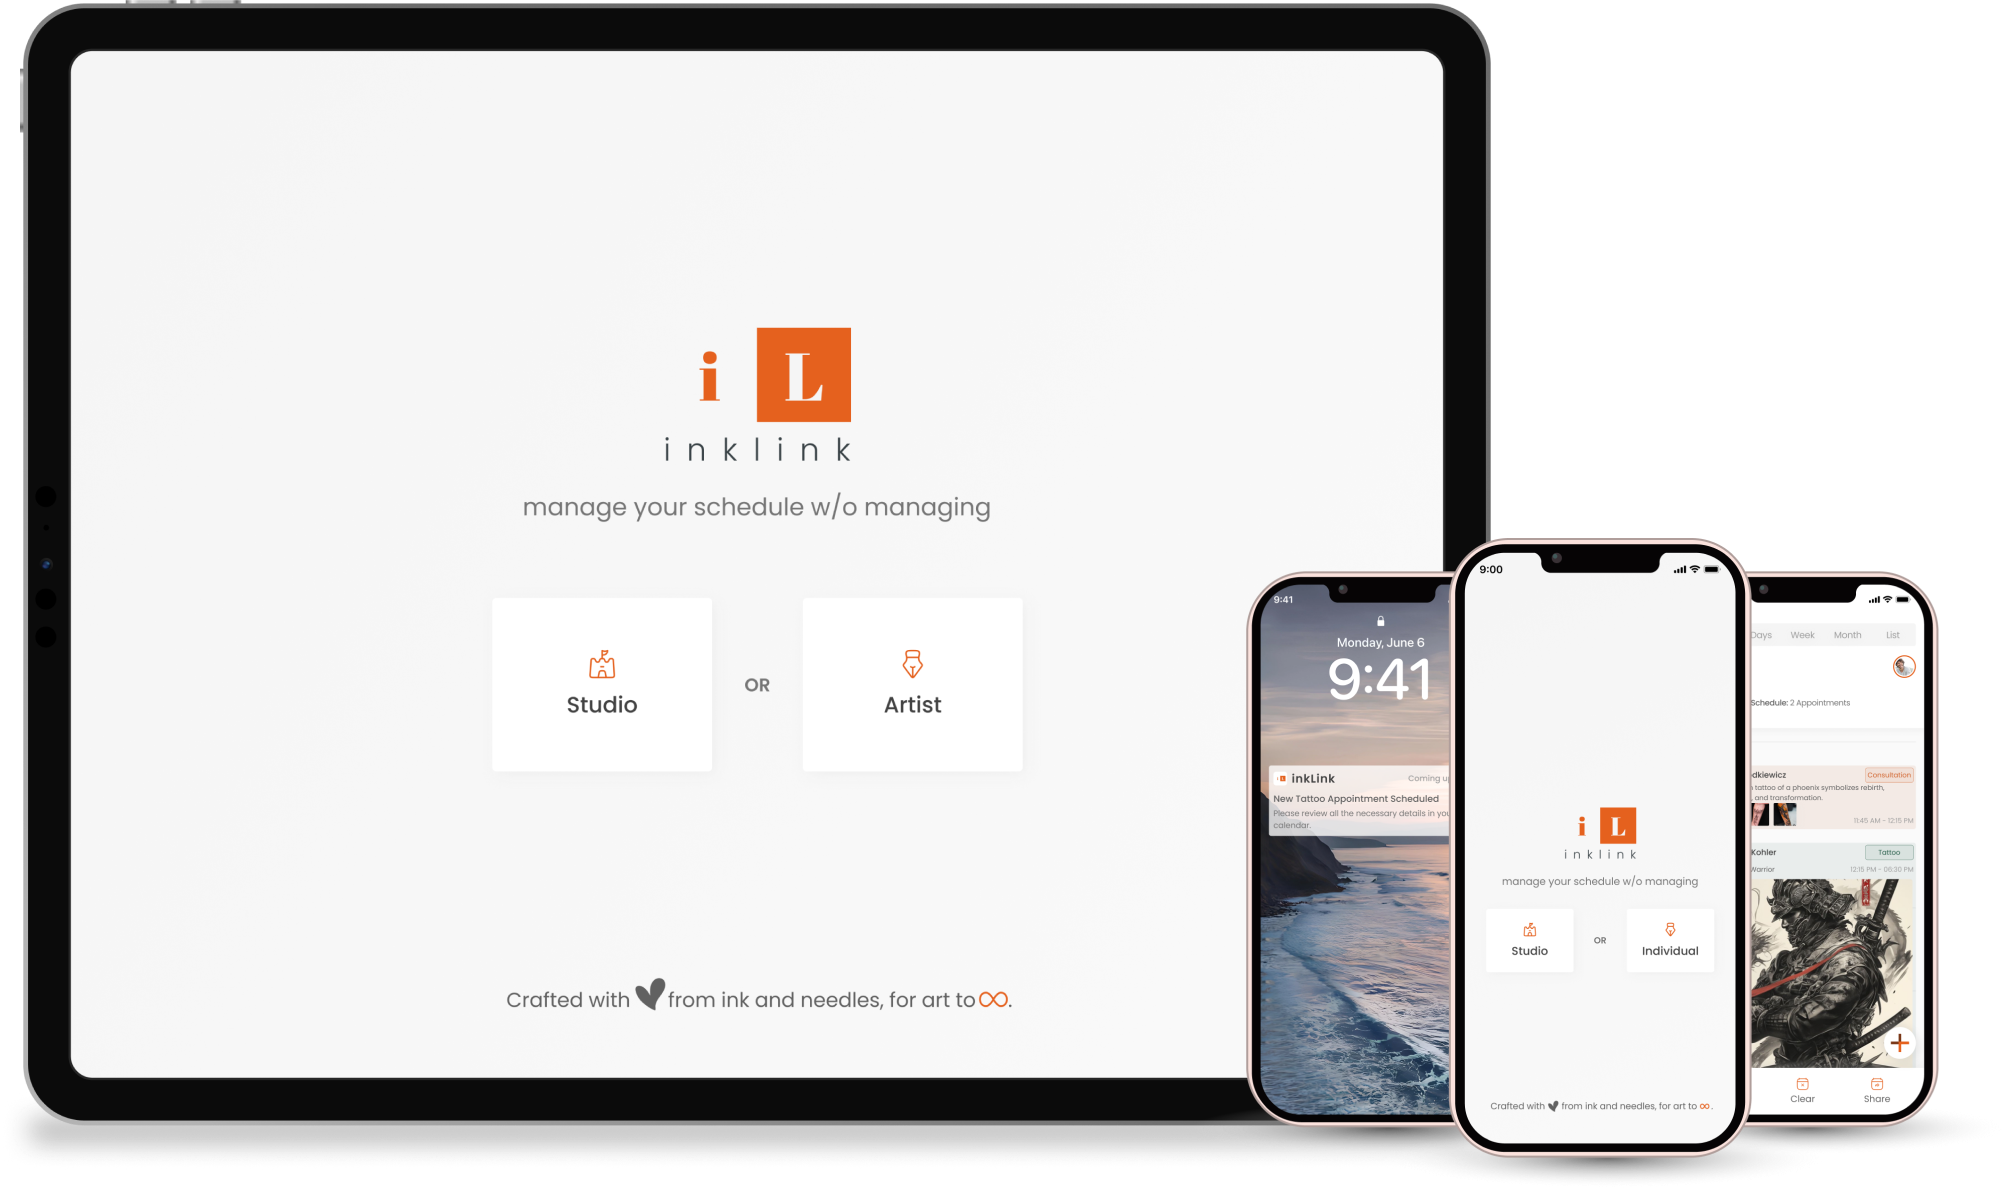 i L
inklink
manage your schedule w/o managing
Studio
OR
Artist
Crafted with from ink and needles, for art to ∞.
9:41
Monday, June 6
9:41
inkLink
Coming u
New Tattoo Appointment Scheduled
Please review all the necessary details in you
calendar.
9:00
i L
inklink
manage your schedule w/o managing
Studio
OR
Individual
Crafted with from ink and needles, for art to ∞.
Days Week Month List
Schedule: 2 Appointments
dkiewicz
Consultation
tattoo of a phoenix symbolizes rebirth,
, and transformation.
11:45 AM - 12:15 PM
Kohler
Tattoo
Warrior
12:15 PM - 06:30 PM
Clear
Share